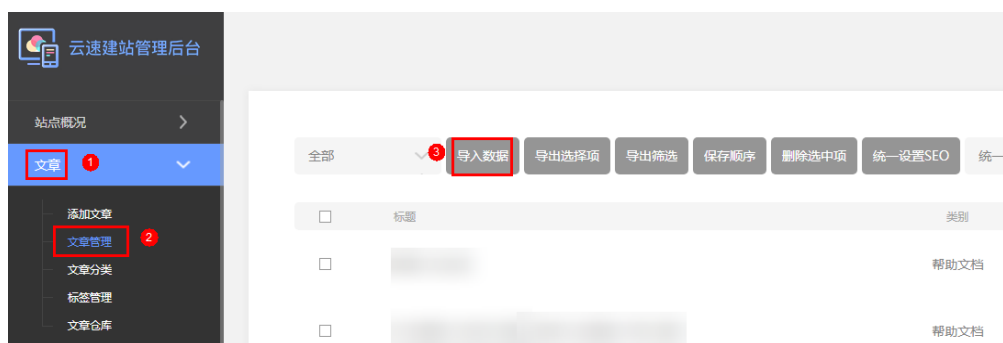 云速建站管理后台
站点概况
文章 1
添加文章
文章管理 2
文章分类
标签管理
文章仓库
全部 3 导入数据 导出选择项 导出筛选 保存顺序 删除选中项 统一设置SEO 统一
标题 类别
帮助文档
帮助文档